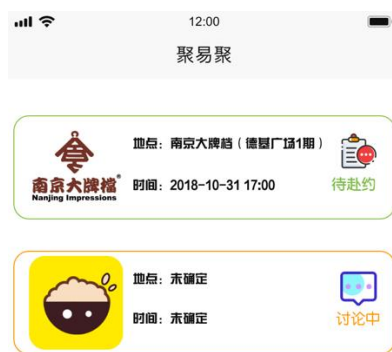 12:00
聚易聚
地点：南京大牌档（德基广场1期）
南京大牌檔®
Nanjing Impressions
时间：2018-10-31 17:00
待赴约
地点：未确定
时间：未确定
讨论中